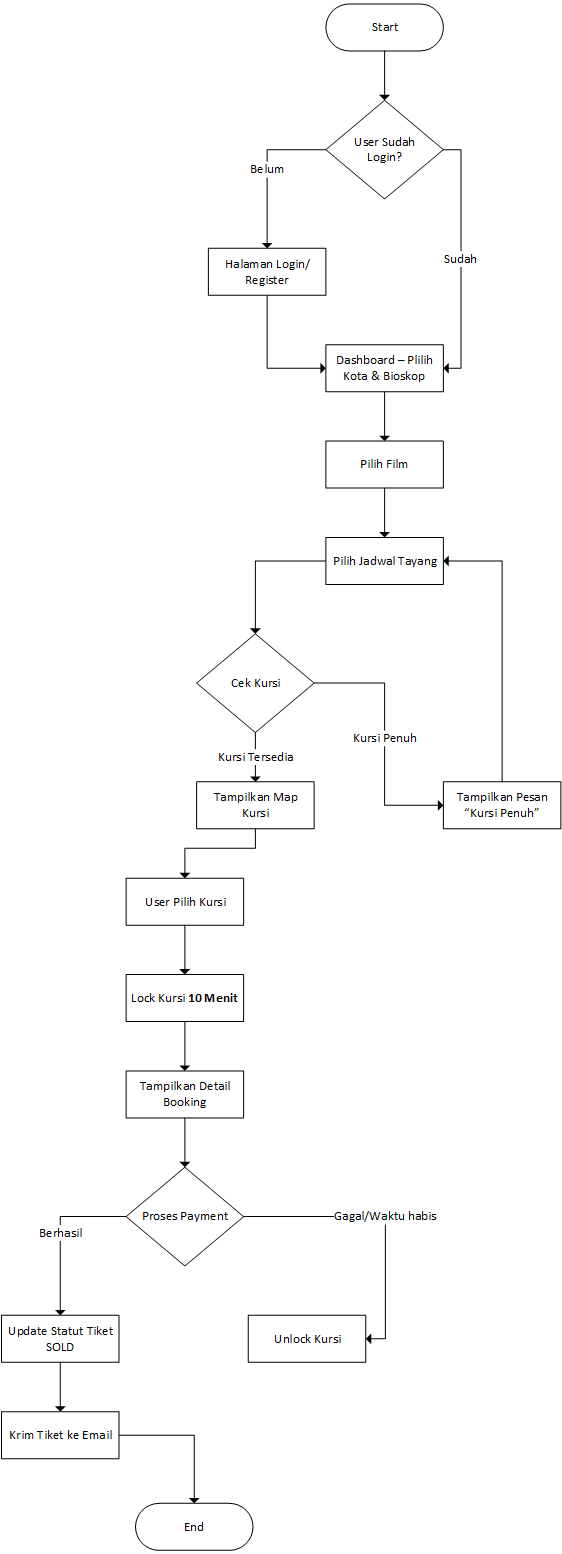 Start
User Sudah
Login?
Belum
Sudah
Halaman Login/
Register
Dashboard – Plilih
Kota & Bioskop
Pilih Film
Pilih Jadwal Tayang
Cek Kursi
Kursi Penuh
Kursi Tersedia
Tampilkan Map
Kursi
Tampilkan Pesan
“Kursi Penuh”
User Pilih Kursi
Lock Kursi 10 Menit
Tampilkan Detail
Booking
Proses Payment
Gagal/Waktu habis
Berhasil
Update Statut Tiket
SOLD
Unlock Kursi
Krim Tiket ke Email
End